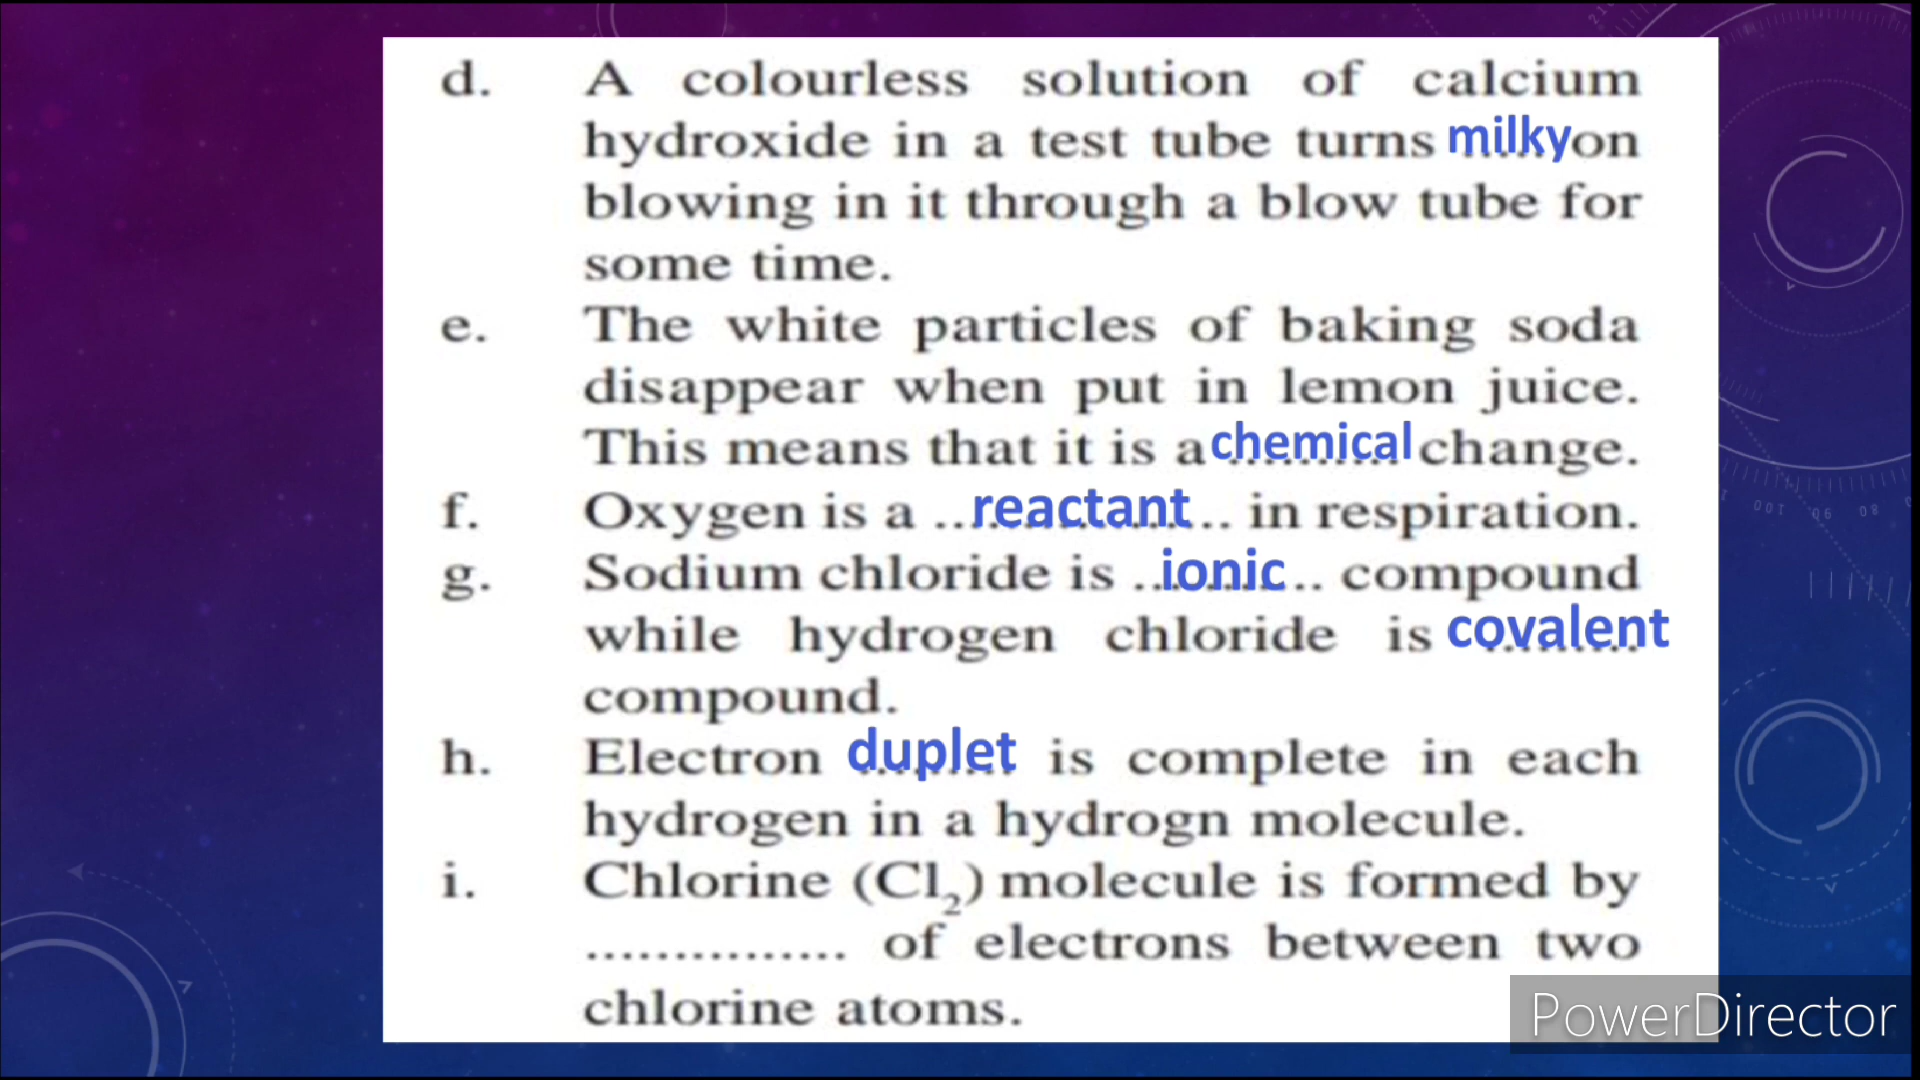 d. A colourless solution of calcium
hydroxide in a test tube turns milky on
blowing in it through a blow tube for
some time.
e. The white particles of baking soda
disappear when put in lemon juice.
This means that it is a chemical change.
f. Oxygen is a ..reactant.. in respiration.
g. Sodium chloride is ..ionic.. compound
while hydrogen chloride is covalent
compound.
h. Electron duplet is complete in each
hydrogen in a hydrogn molecule.
i. Chlorine (Cl₂) molecule is formed by
............... of electrons between two
chlorine atoms.
PowerDirector